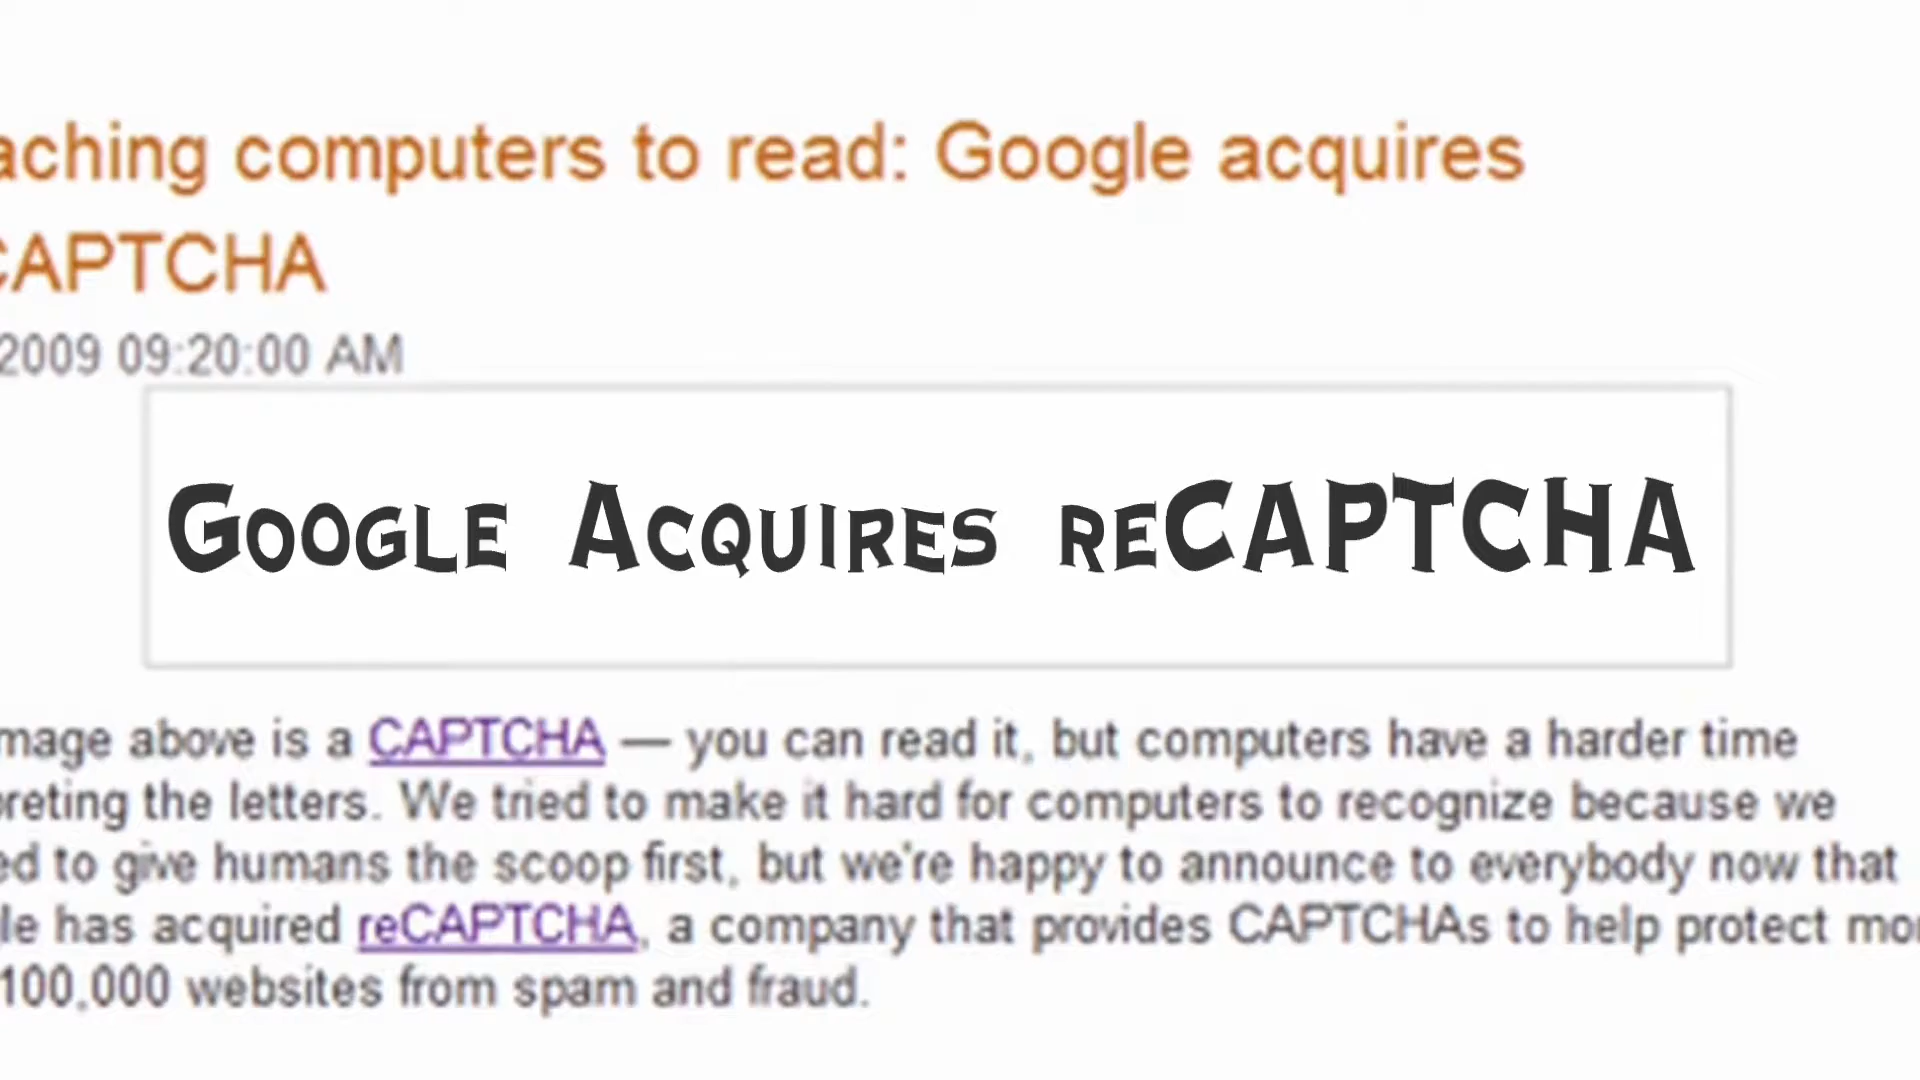 aching computers to read: Google acquires
CAPTCHA
2009 09:20:00 AM
Google Acquires reCAPTCHA
mage above is a CAPTCHA — you can read it, but computers have a harder time
preting the letters. We tried to make it hard for computers to recognize because we
ed to give humans the scoop first, but we're happy to announce to everybody now that
le has acquired reCAPTCHA, a company that provides CAPTCHAs to help protect mor
100,000 websites from spam and fraud.